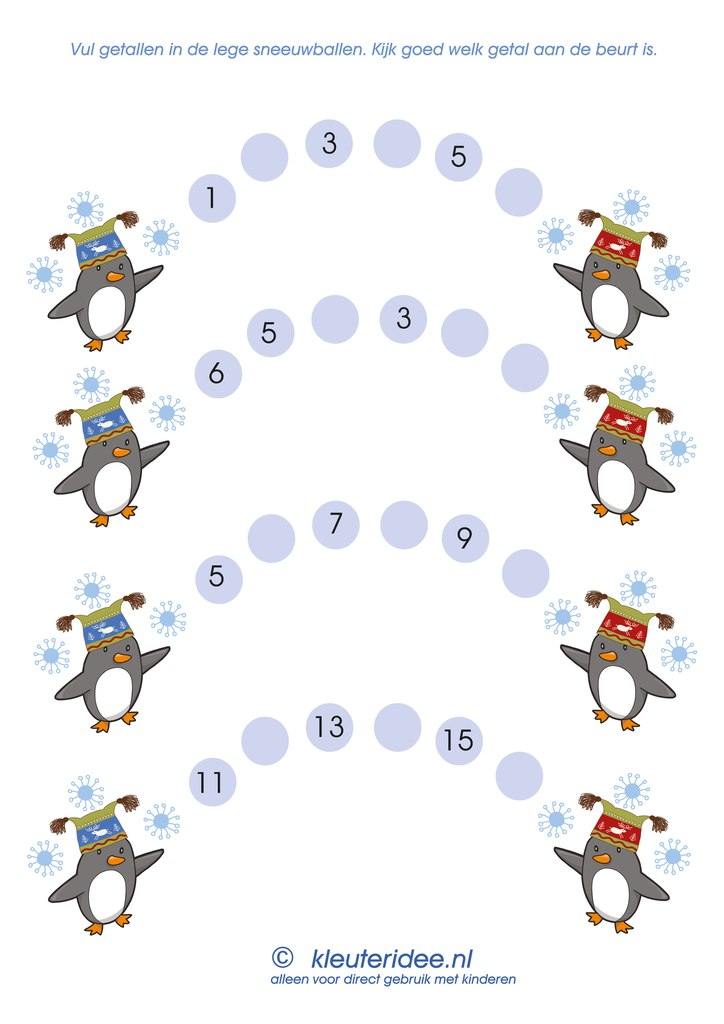 Vul getallen in de lege sneeuwballen. Kijk goed welk getal aan de beurt is.
1 3 5
6 5 3
5 7 9
11 13 15
© kleuteridee.nl
alleen voor direct gebruik met kinderen